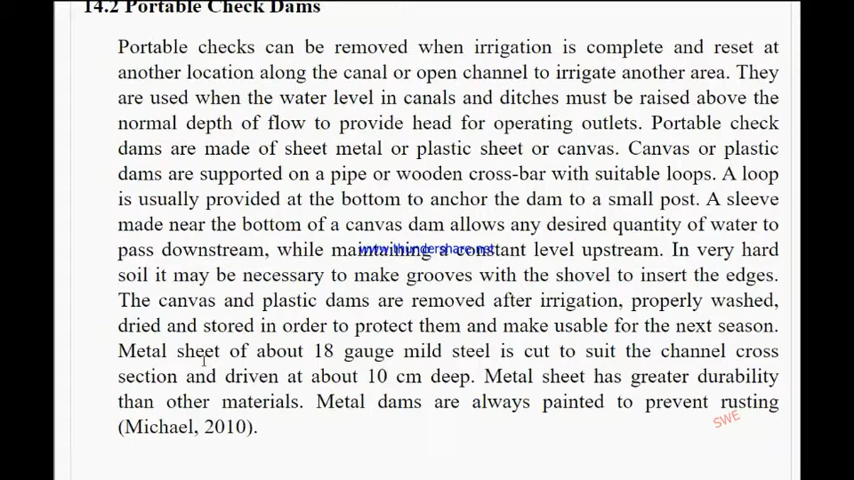 14.2 Portable Check Dams
Portable checks can be removed when irrigation is complete and reset at
another location along the canal or open channel to irrigate another area. They
are used when the water level in canals and ditches must be raised above the
normal depth of flow to provide head for operating outlets. Portable check
dams are made of sheet metal or plastic sheet or canvas. Canvas or plastic
dams are supported on a pipe or wooden cross-bar with suitable loops. A loop
is usually provided at the bottom to anchor the dam to a small post. A sleeve
made near the bottom of a canvas dam allows any desired quantity of water to
pass downstream, while maintaining a constant level upstream. In very hard
www.thundershare.net
soil it may be necessary to make grooves with the shovel to insert the edges.
The canvas and plastic dams are removed after irrigation, properly washed,
dried and stored in order to protect them and make usable for the next season.
Metal sheet of about 18 gauge mild steel is cut to suit the channel cross
section and driven at about 10 cm deep. Metal sheet has greater durability
than other materials. Metal dams are always painted to prevent rusting
(Michael, 2010).
SWE